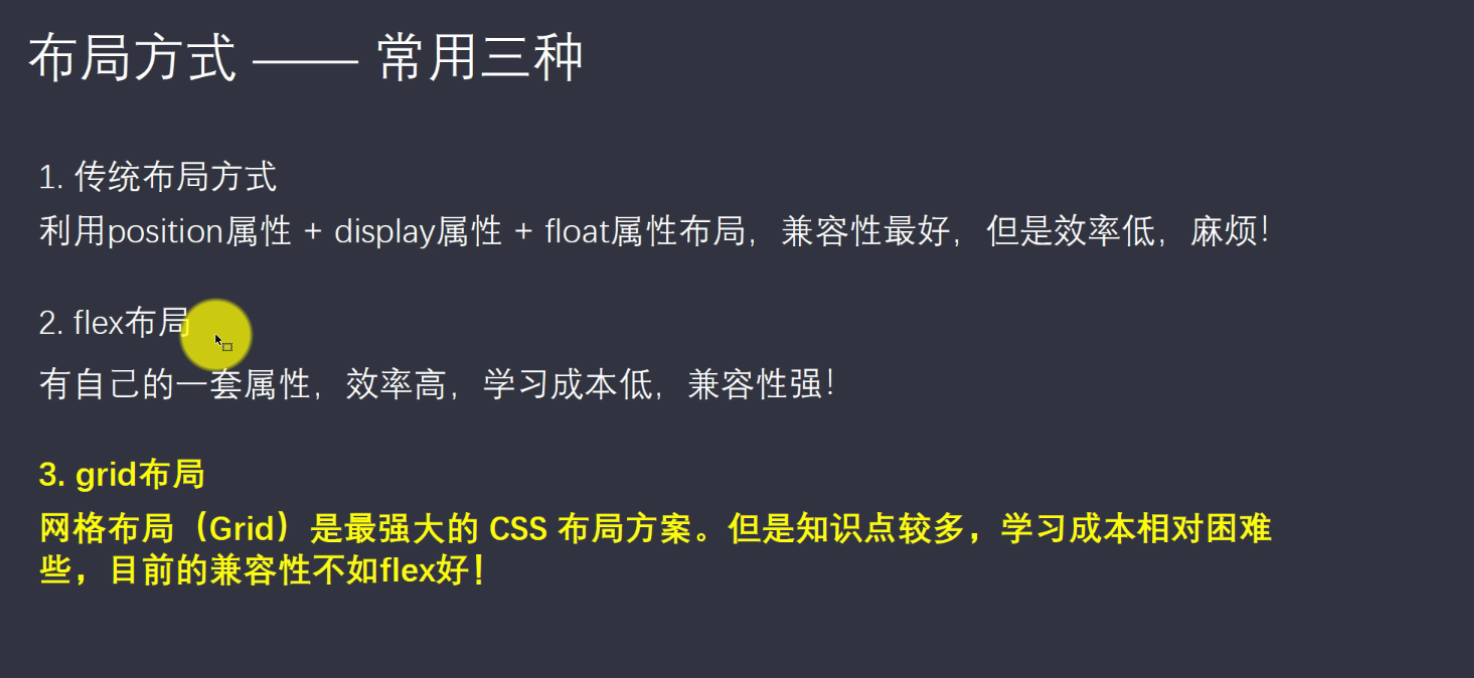 布局方式 —— 常用三种
1. 传统布局方式
利用position属性 + display属性 + float属性布局，兼容性最好，但是效率低，麻烦！
2. flex布局
有自己的一套属性，效率高，学习成本低，兼容性强！
3. grid布局
网格布局（Grid）是最强大的 CSS 布局方案。但是知识点较多，学习成本相对困难
些，目前的兼容性不如flex好！